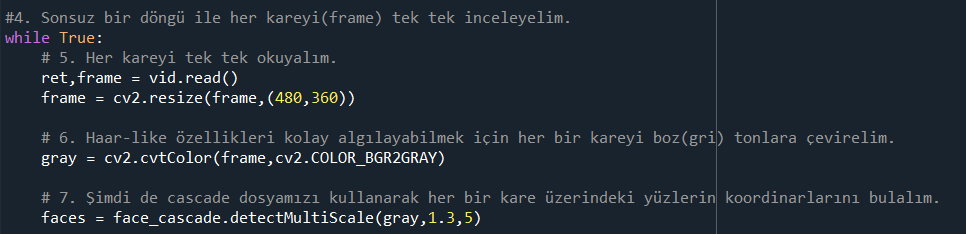 #4. Sonsuz bir döngü ile her kareyi(frame) tek tek inceleyelim.
while True:
# 5. Her kareyi tek tek okuyalım.
ret,frame = vid.read()
frame = cv2.resize(frame,(480,360))
# 6. Haar-like özellikleri kolay algılayabilmek için her bir kareyi boz(gri) tonlara çevirelim.
gray = cv2.cvtColor(frame,cv2.COLOR_BGR2GRAY)
# 7. Şimdi de cascade dosyamızı kullanarak her bir kare üzerindeki yüzlerin koordinarlarını bulalım.
faces = face_cascade.detectMultiScale(gray,1.3,5)